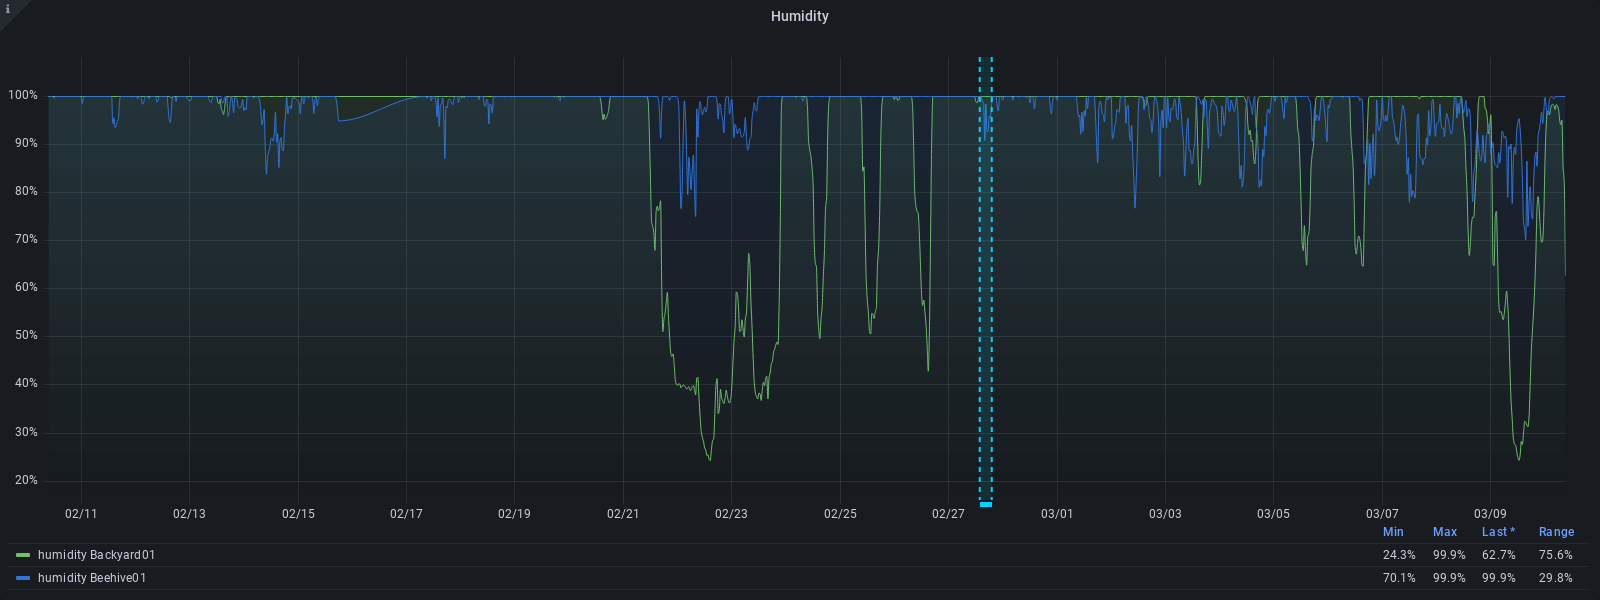 i
Humidity
100%
90%
80%
70%
60%
50%
40%
30%
20%
02/11 02/13 02/15 02/17 02/19 02/21 02/23 02/25 02/27 03/01 03/03 03/05 03/07 03/09
Min Max Last * Range
humidity Backyard01 24.3% 99.9% 62.7% 75.6%
humidity Beehive01 70.1% 99.9% 99.9% 29.8%